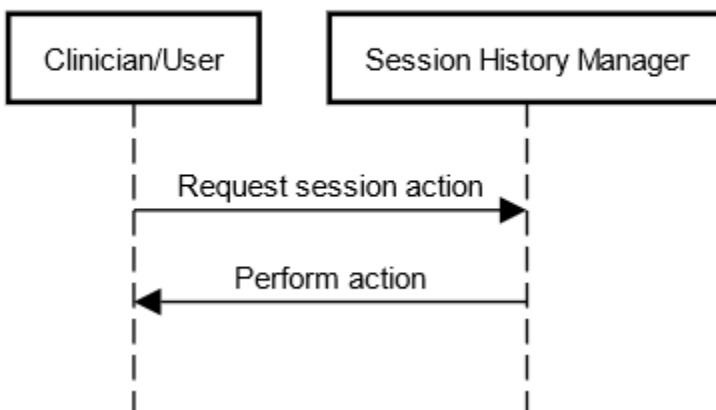 Clinician/User
Session History Manager
Request session action
Perform action